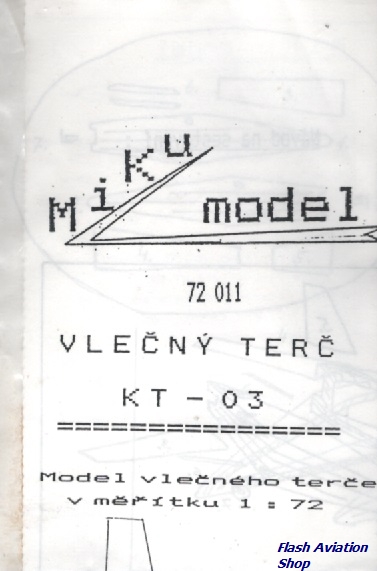 MiKu model
72 011
VLEČNÝ TERČ
KT - 03
Model vlečného terče
v měřítku 1 : 72
Flash Aviation
Shop